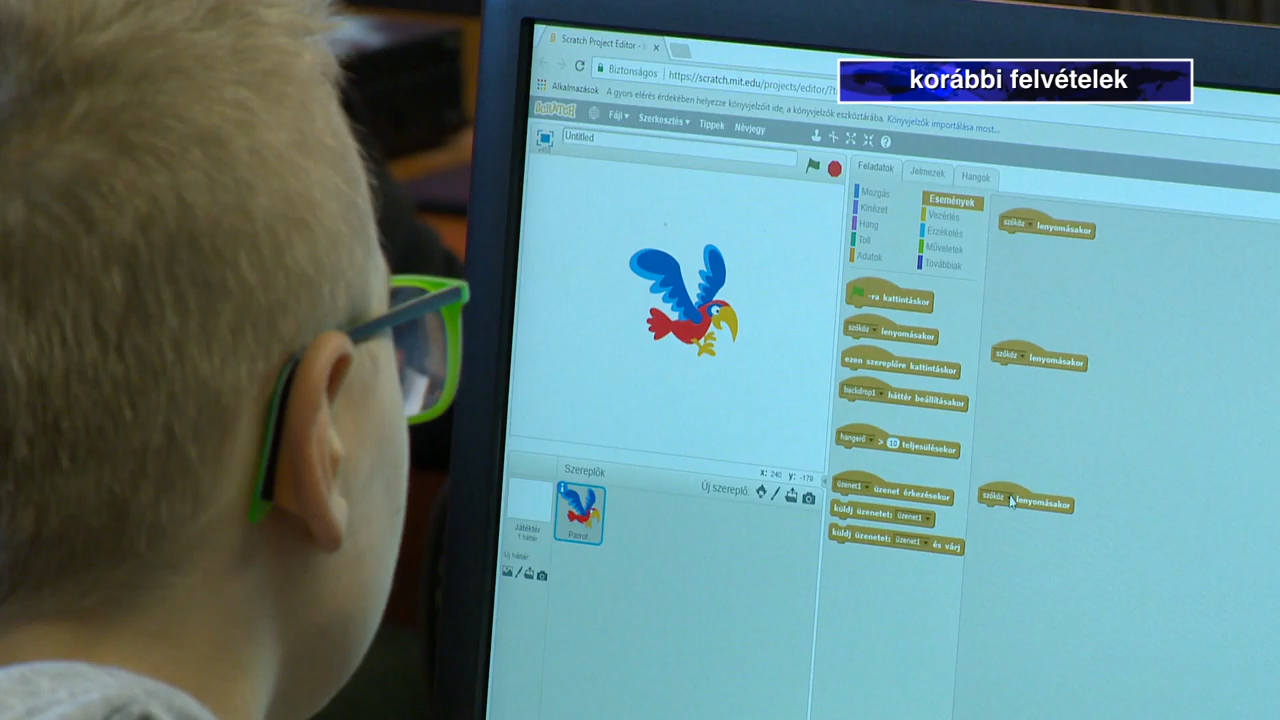 Scratch Project Editor -
korábbi felvételek
Biztonságos https://scratch.mit.edu/projects/editor/?
Alkalmazások A gyors elérés érdekében helyezze könyvjelzőit ide, a könyvjelzők eszköztárába. Könyvjelzők importálása most...
SCRATCH Fájl Szerkesztés Tippek Névjegy
Untitled
Feladatok Jelmezek Hangok
Mozgás Események
Kinézet Vezérlés
Hang Érzékelés
Toll Műveletek
Adatok Továbbiak
szóköz lenyomásakor
-ra kattintáskor
szóköz lenyomásakor
szóköz lenyomásakor
ezen szereplőre kattintáskor
backdrop1 háttér beállításakor
hangerő > 10 teljesülésekor
x: 240 y: -178
Szereplők
Új szereplő:
üzenet1 üzenet érkezésekor
szóköz lenyomásakor
küldj üzenetet: üzenet1
küldj üzenetet: üzenet1 és várj
Játéktér
1 háttér
Parrot
Új háttér: